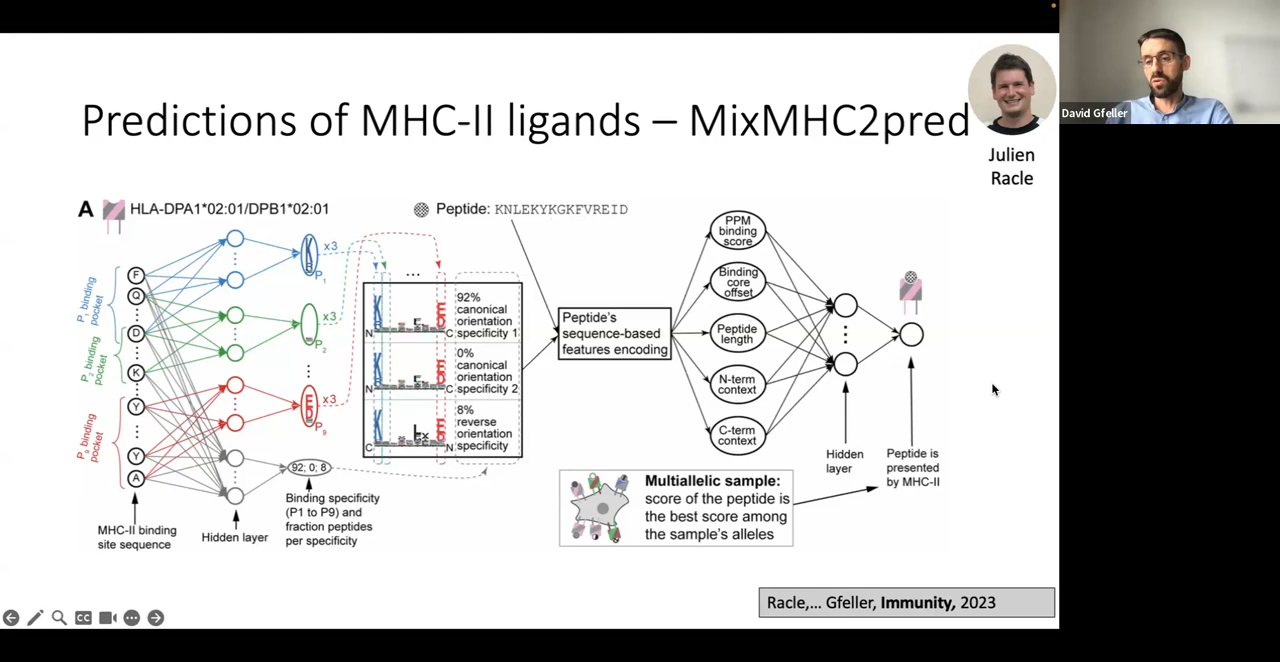 Predictions of MHC-II ligands – MixMHC2pred
Julien
Racle
David Gfeller
A
HLA-DPA1*02:01/DPB1*02:01
Peptide: KNLEKYKGKFVREID
P1 binding
pocket
P2 binding
pocket
P9 binding
pocket
F
Q
D
K
Y
Y
A
x3
P1
x3
P2
x3
P9
92; 0; 8
...
92%
canonical
orientation
specificity 1
N
C
0%
canonical
orientation
specificity 2
N
C
8%
reverse
orientation
specificity
C
N
MHC-II binding
site sequence
Hidden layer
Binding specificity
(P1 to P9) and
fraction peptides
per specificity
Peptide's
sequence-based
features encoding
PPM
binding
score
Binding
core
offset
Peptide
length
N-term
context
C-term
context
Hidden
layer
Peptide is
presented
by MHC-II
Multiallelic sample:
score of the peptide is
the best score among
the sample's alleles
Racle,... Gfeller, Immunity, 2023
CC